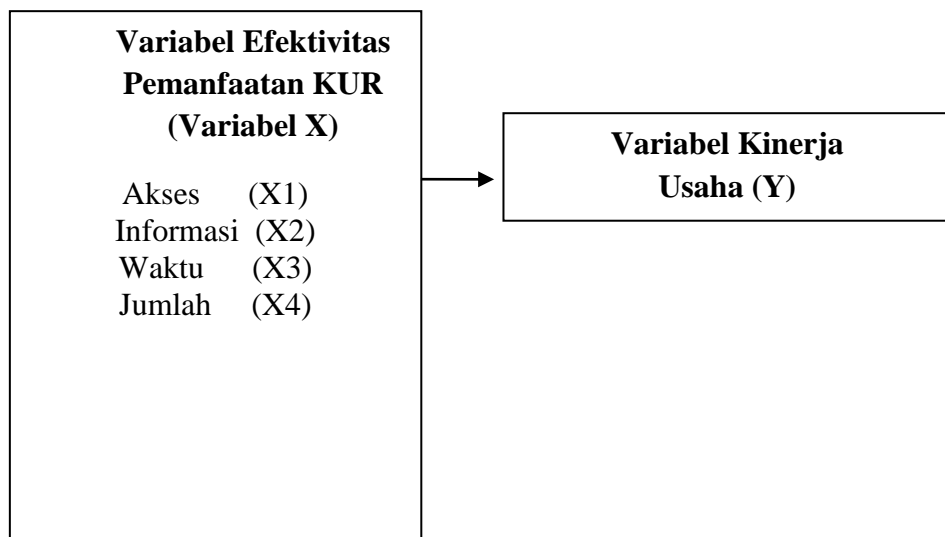 Variabel Efektivitas
Pemanfaatan KUR
(Variabel X)
Akses (X1)
Informasi (X2)
Waktu (X3)
Jumlah (X4)
Variabel Kinerja
Usaha (Y)